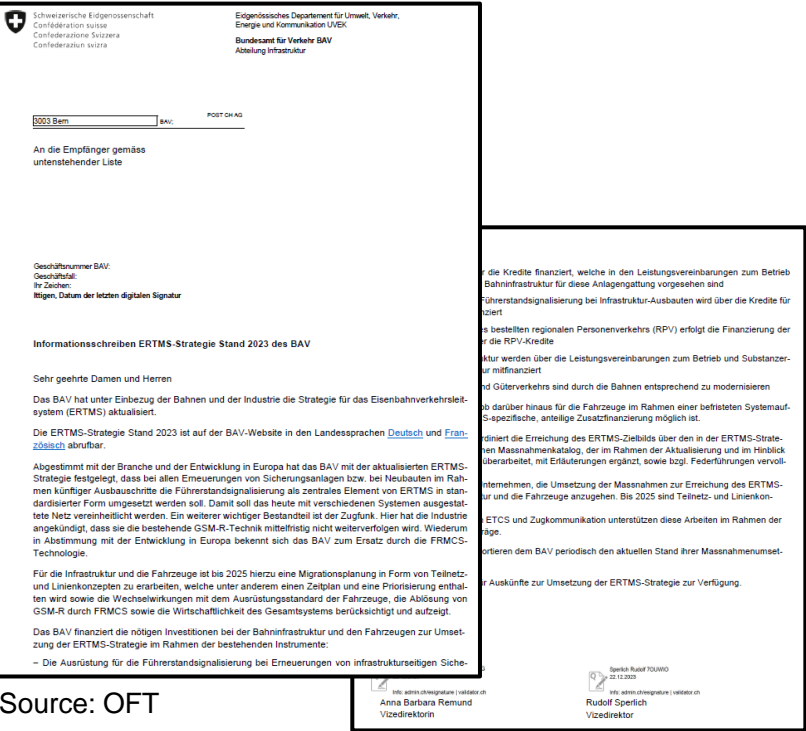 Schweizerische Eidgenossenschaft
Confédération suisse
Confederazione Svizzera
Confederaziun svizra
Eidgenössisches Departement für Umwelt, Verkehr,
Energie und Kommunikation UVEK
Bundesamt für Verkehr BAV
Abteilung Infrastruktur
POST CH AG
3003 Bern
BAV:
An die Empfänger gemäss
untenstehender Liste
Geschäftsnummer BAV:
Geschäftsfall:
Ihr Zeichen:
Ittigen, Datum der letzten digitalen Signatur
Informationsschreiben ERTMS-Strategie Stand 2023 des BAV
Sehr geehrte Damen und Herren
Das BAV hat unter Einbezug der Bahnen und der Industrie die Strategie für das Eisenbahnverkehrsleit-
system (ERTMS) aktualisiert.
Die ERTMS-Strategie Stand 2023 ist auf der BAV-Website in den Landessprachen Deutsch und Fran-
zösisch abrufbar.
Abgestimmt mit der Branche und der Entwicklung in Europa hat das BAV mit der aktualisierten ERTMS-
Strategie festgelegt, dass bei allen Erneuerungen von Sicherungsanlagen bzw. bei Neubauten im Rah-
men künftiger Ausbauschritte die Führerstandsignalisierung als zentrales Element von ERTMS in stan-
dardisierter Form umgesetzt werden soll. Damit soll das heute mit verschiedenen Systemen ausgestat-
tete Netz vereinheitlicht werden. Ein weiterer wichtiger Bestandteil ist der Zugfunk. Hier hat die Industrie
angekündigt, dass sie die bestehende GSM-R-Technik mittelfristig nicht weiterverfolgen wird. Wiederum
in Abstimmung mit der Entwicklung in Europa bekennt sich das BAV zum Ersatz durch die FRMCS-
Technologie.
Für die Infrastruktur und die Fahrzeuge ist bis 2025 hierzu eine Migrationsplanung in Form von Teilnetz-
und Linienkonzepten zu erarbeiten, welche unter anderem einen Zeitplan und eine Priorisierung enthal-
ten wird sowie die Wechselwirkungen mit dem Ausrüstungsstandard der Fahrzeuge, die Ablösung von
GSM-R durch FRMCS sowie die Wirtschaftlichkeit des Gesamtsystems berücksichtigt und aufzeigt.
Das BAV finanziert die nötigen Investitionen bei der Bahninfrastruktur und den Fahrzeugen zur Umset-
zung der ERTMS-Strategie im Rahmen der bestehenden Instrumente:
– Die Ausrüstung für die Führerstandsignalisierung bei Erneuerungen von infrastrukturseitigen Siche-
die Kredite finanziert, welche in den Leistungsvereinbarungen zum Betrieb
Bahninfrastruktur für diese Anlagengattung vorgesehen sind
Führerstandsignalisierung bei Infrastruktur-Ausbauten wird über die Kredite für
nziert
es bestellten regionalen Personenverkehrs (RPV) erfolgt die Finanzierung der
er die RPV-Kredite
ktur werden über die Leistungsvereinbarungen zum Betrieb und Substanzer-
ur mitfinanziert
nd Güterverkehrs sind durch die Bahnen entsprechend zu modernisieren
ob darüber hinaus für die Fahrzeuge im Rahmen einer befristeten Systemauf-
S-spezifische, anteilige Zusatzfinanzierung möglich ist.
rdiniert die Erreichung des ERTMS-Zielbilds über den in der ERTMS-Strate-
nen Massnahmenkatalog, der im Rahmen der Aktualisierung und im Hinblick
überarbeitet, mit Erläuterungen ergänzt, sowie bzgl. Federführungen vervoll-
nternehmen, die Umsetzung der Massnahmen zur Erreichung des ERTMS-
tur und die Fahrzeuge anzugehen. Bis 2025 sind Teilnetz- und Linienkon-
ETCS und Zugkommunikation unterstützen diese Arbeiten im Rahmen der
räge.
ortieren dem BAV periodisch den aktuellen Stand ihrer Massnahmenumset-
ür Auskünfte zur Umsetzung der ERTMS-Strategie zur Verfügung.
Sperlich Rudolf 7OUWIO
22.12.2023
Info: admin.ch/esignature | validator.ch
Info: admin.ch/esignature | validator.ch
Anna Barbara Remund
Vizedirektorin
Rudolf Sperlich
Vizedirektor
Source: OFT